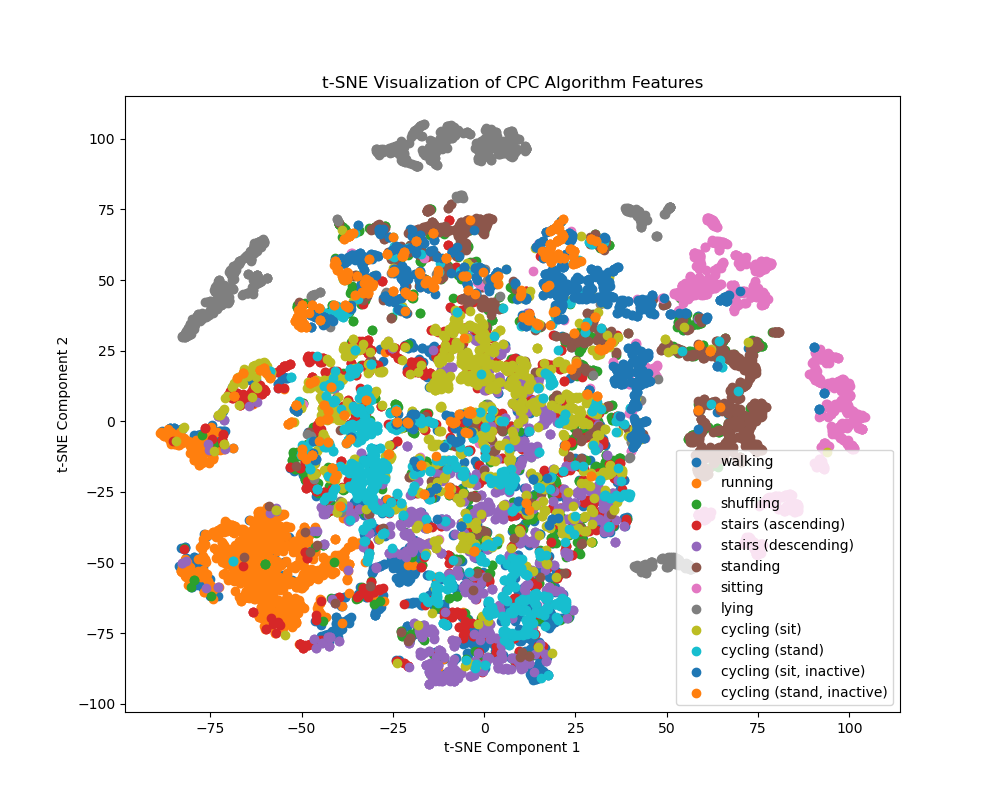 t-SNE Visualization of CPC Algorithm Features
t-SNE Component 2
100
75
50
25
0
−25
−50
−75
−100
walking
running
shuffling
stairs (ascending)
stairs (descending)
standing
sitting
lying
cycling (sit)
cycling (stand)
cycling (sit, inactive)
cycling (stand, inactive)
−75
−50
−25
0
25
50
75
100
t-SNE Component 1